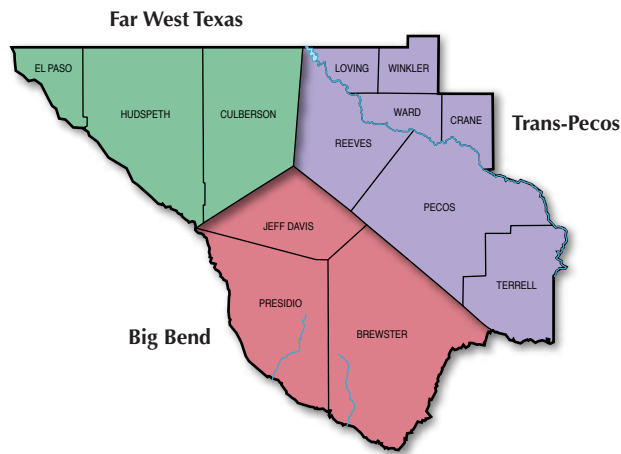 Far West Texas
EL PASO
HUDSPETH
CULBERSON
LOVING
WINKLER
WARD
CRANE
REEVES
Trans-Pecos
PECOS
JEFF DAVIS
TERRELL
PRESIDIO
BREWSTER
Big Bend